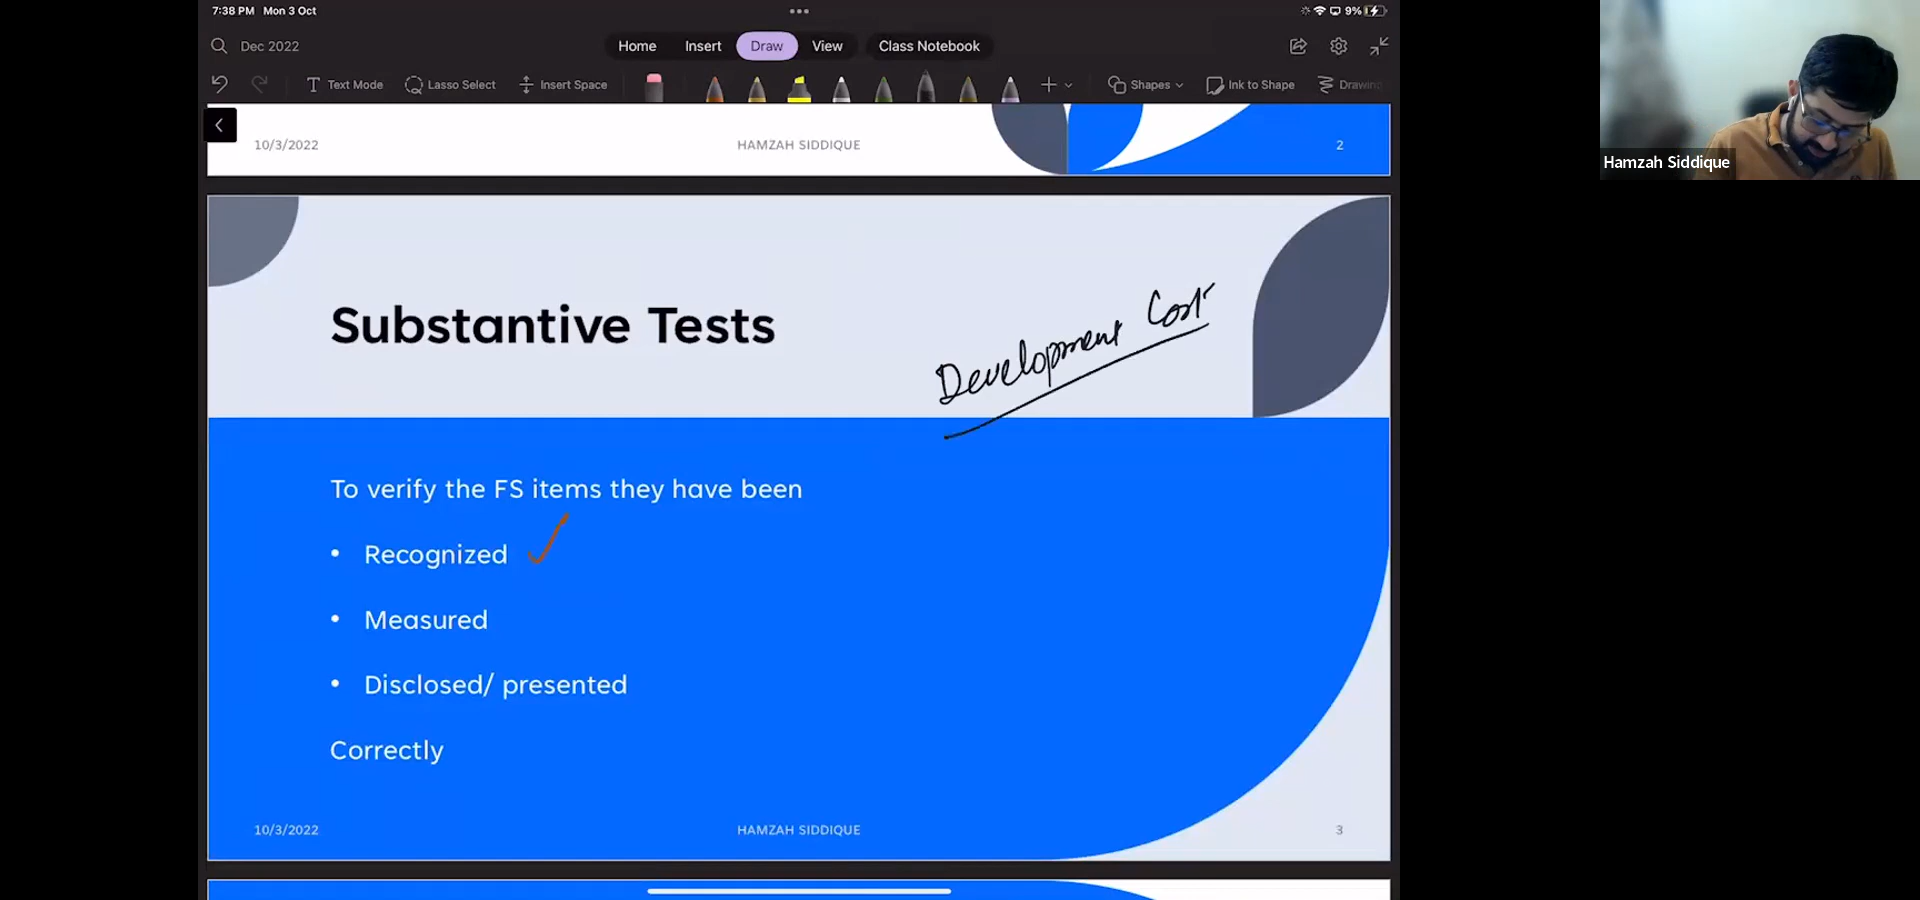 7:38 PM Mon 3 Oct
9%
Dec 2022
Home Insert Draw View Class Notebook
Text Mode Lasso Select Insert Space Shapes Ink to Shape Drawing
10/3/2022 HAMZAH SIDDIQUE 2
Hamzah Siddique
Substantive Tests
Development Cost
To verify the FS items they have been
• Recognized
• Measured
• Disclosed/ presented
Correctly
10/3/2022 HAMZAH SIDDIQUE 3